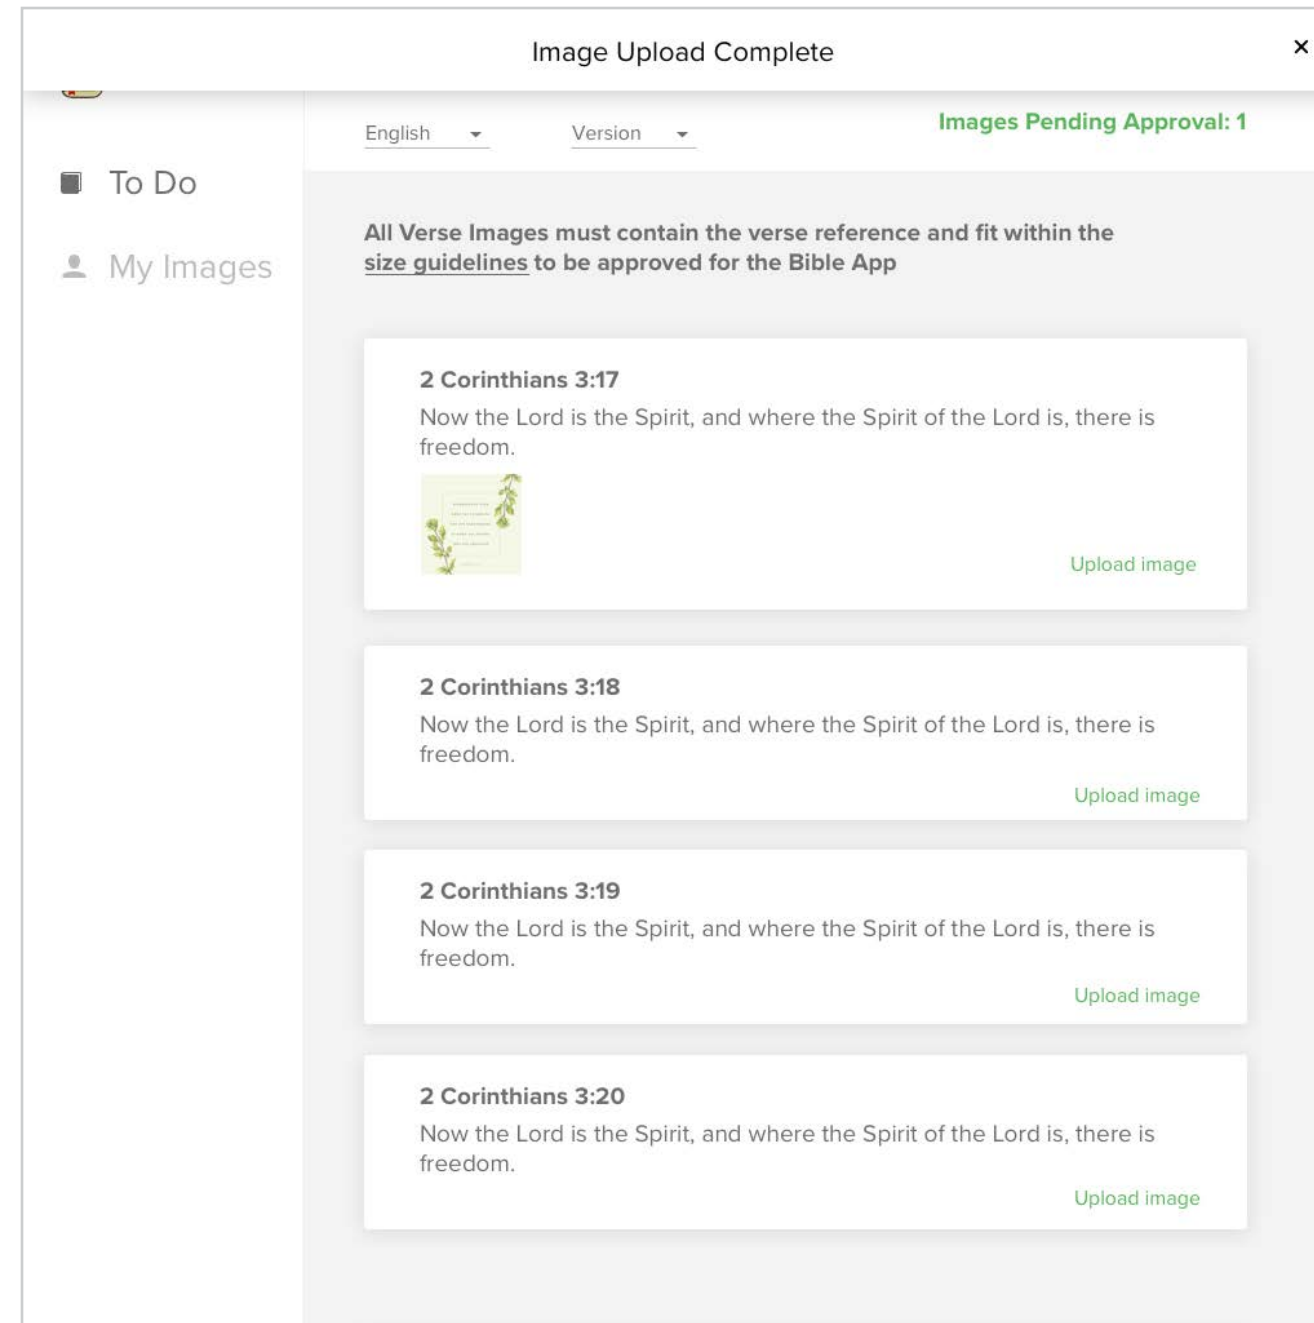 Image Upload Complete
English
Version
Images Pending Approval: 1
To Do
My Images
All Verse Images must contain the verse reference and fit within the
size guidelines to be approved for the Bible App
2 Corinthians 3:17
Now the Lord is the Spirit, and where the Spirit of the Lord is, there is
freedom.
Upload image
2 Corinthians 3:18
Now the Lord is the Spirit, and where the Spirit of the Lord is, there is
freedom.
Upload image
2 Corinthians 3:19
Now the Lord is the Spirit, and where the Spirit of the Lord is, there is
freedom.
Upload image
2 Corinthians 3:20
Now the Lord is the Spirit, and where the Spirit of the Lord is, there is
freedom.
Upload image